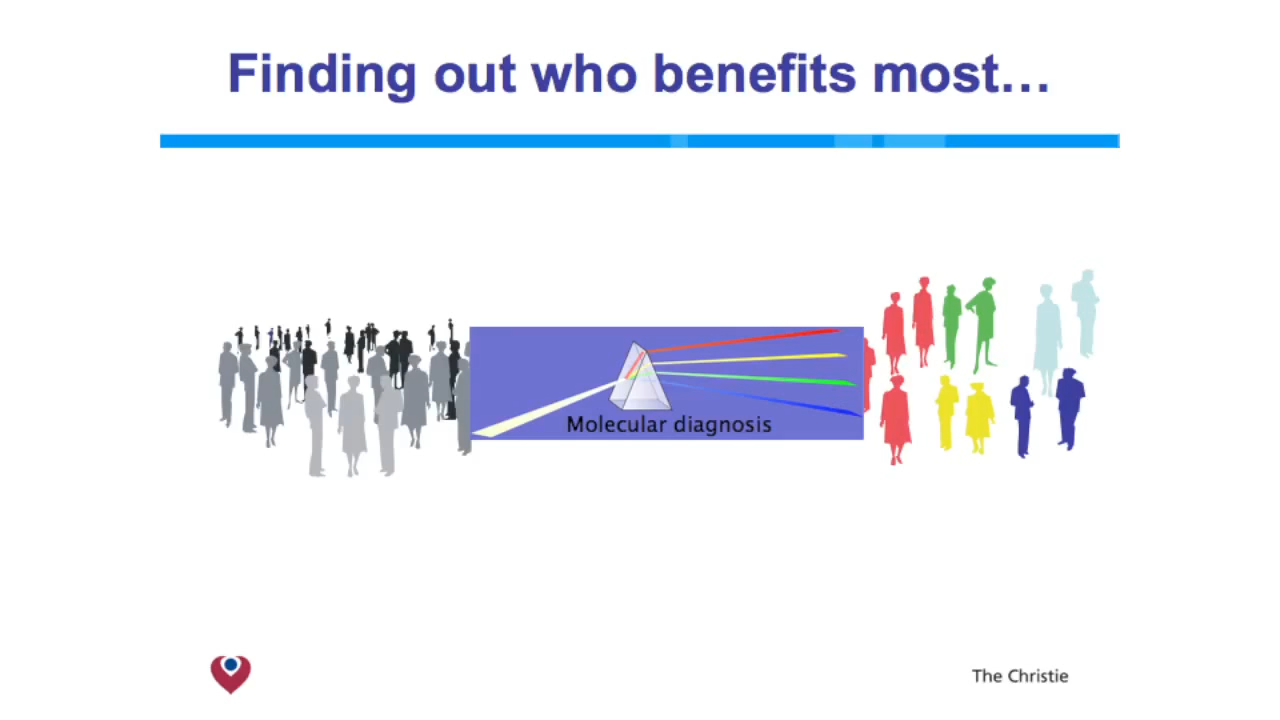 Finding out who benefits most…
Molecular diagnosis
The Christie